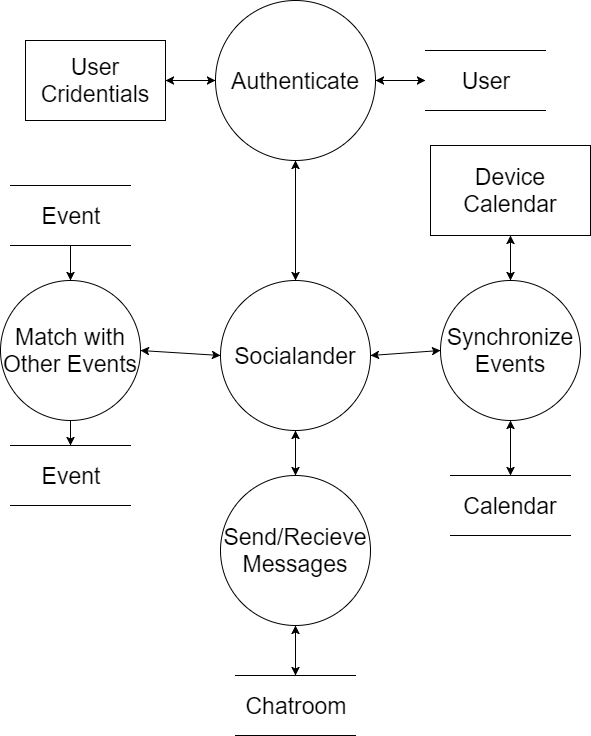 User
Cridentials
Authenticate
User
Event
Device
Calendar
Match with
Other Events
Socialander
Synchronize
Events
Event
Calendar
Send/Recieve
Messages
Chatroom